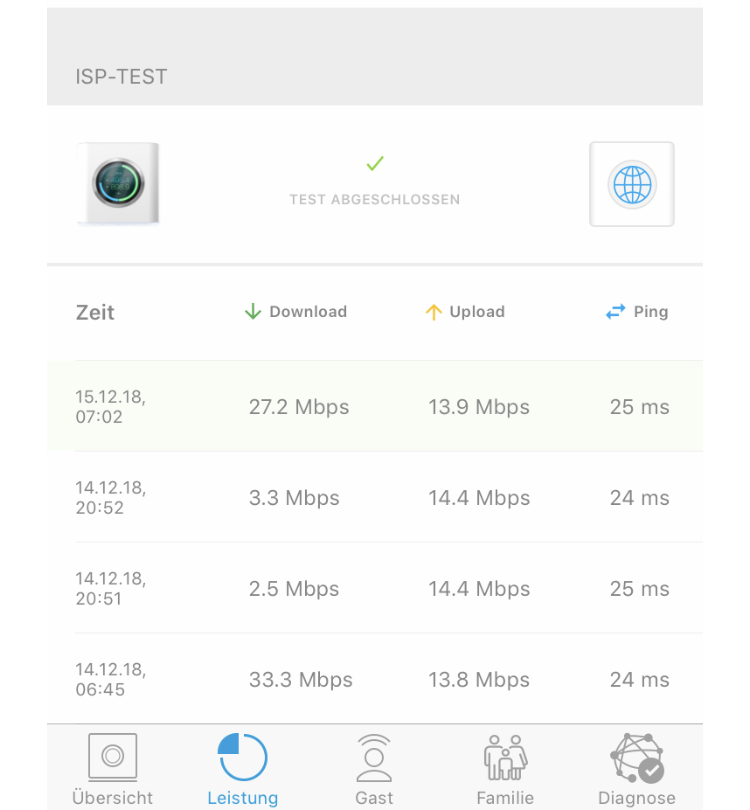 ISP-TEST
TEST ABGESCHLOSSEN
Zeit Download Upload Ping
15.12.18,
07:02 27.2 Mbps 13.9 Mbps 25 ms
14.12.18,
20:52 3.3 Mbps 14.4 Mbps 24 ms
14.12.18,
20:51 2.5 Mbps 14.4 Mbps 25 ms
14.12.18,
06:45 33.3 Mbps 13.8 Mbps 24 ms
Übersicht Leistung Gast Familie Diagnose